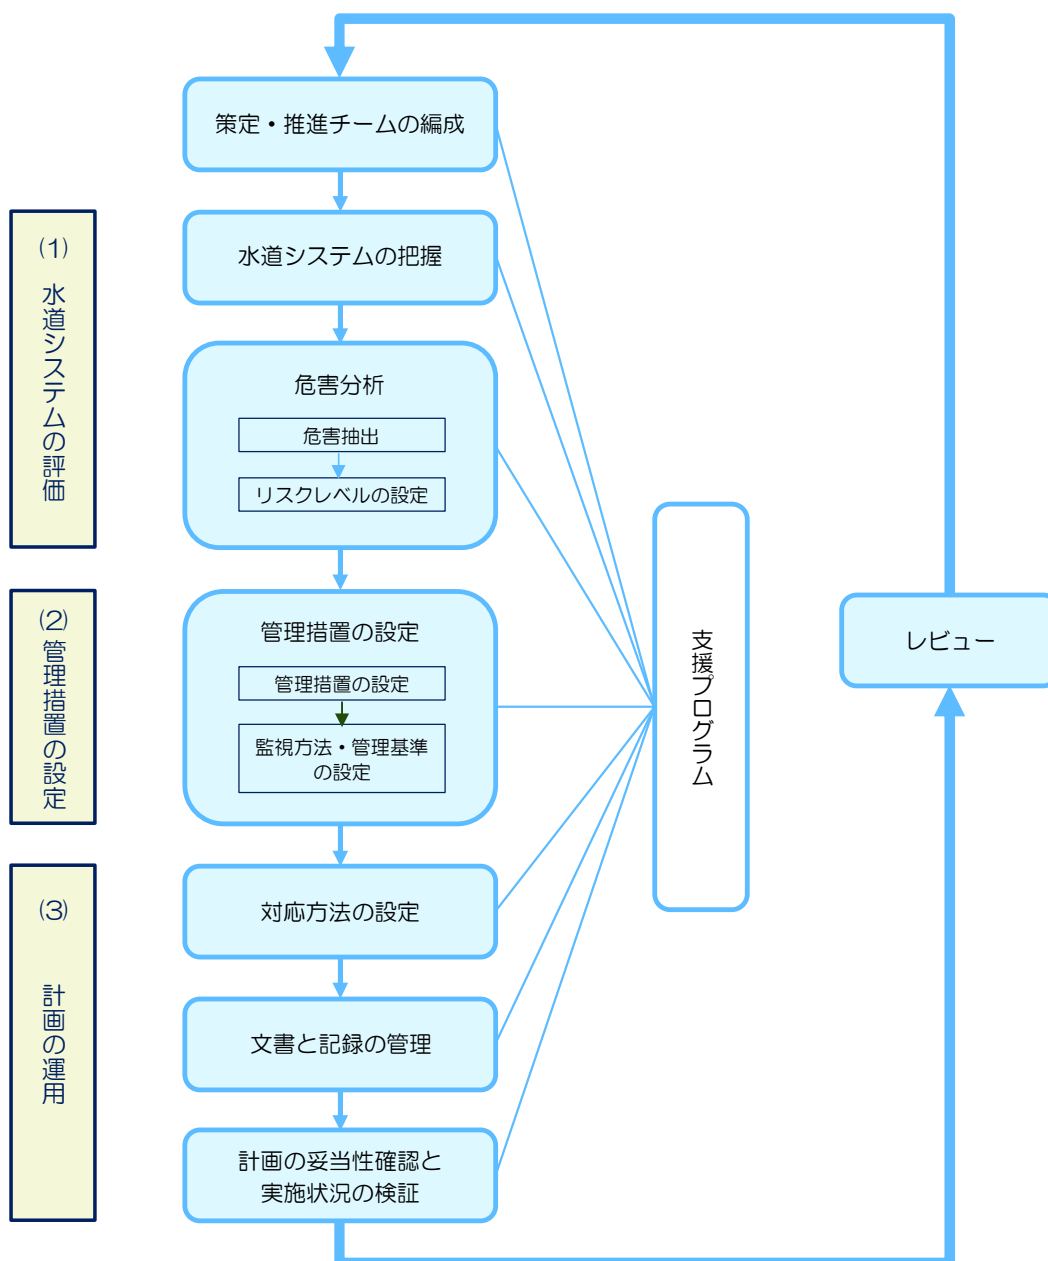 策定・推進チームの編成
(1) 水道システムの評価
水道システムの把握
危害分析
危害抽出
リスクレベルの設定
(2) 管理措置の設定
管理措置の設定
管理措置の設定
監視方法・管理基準
の設定
支援プログラム
レビュー
(3) 計画の運用
対応方法の設定
文書と記録の管理
計画の妥当性確認と
実施状況の検証